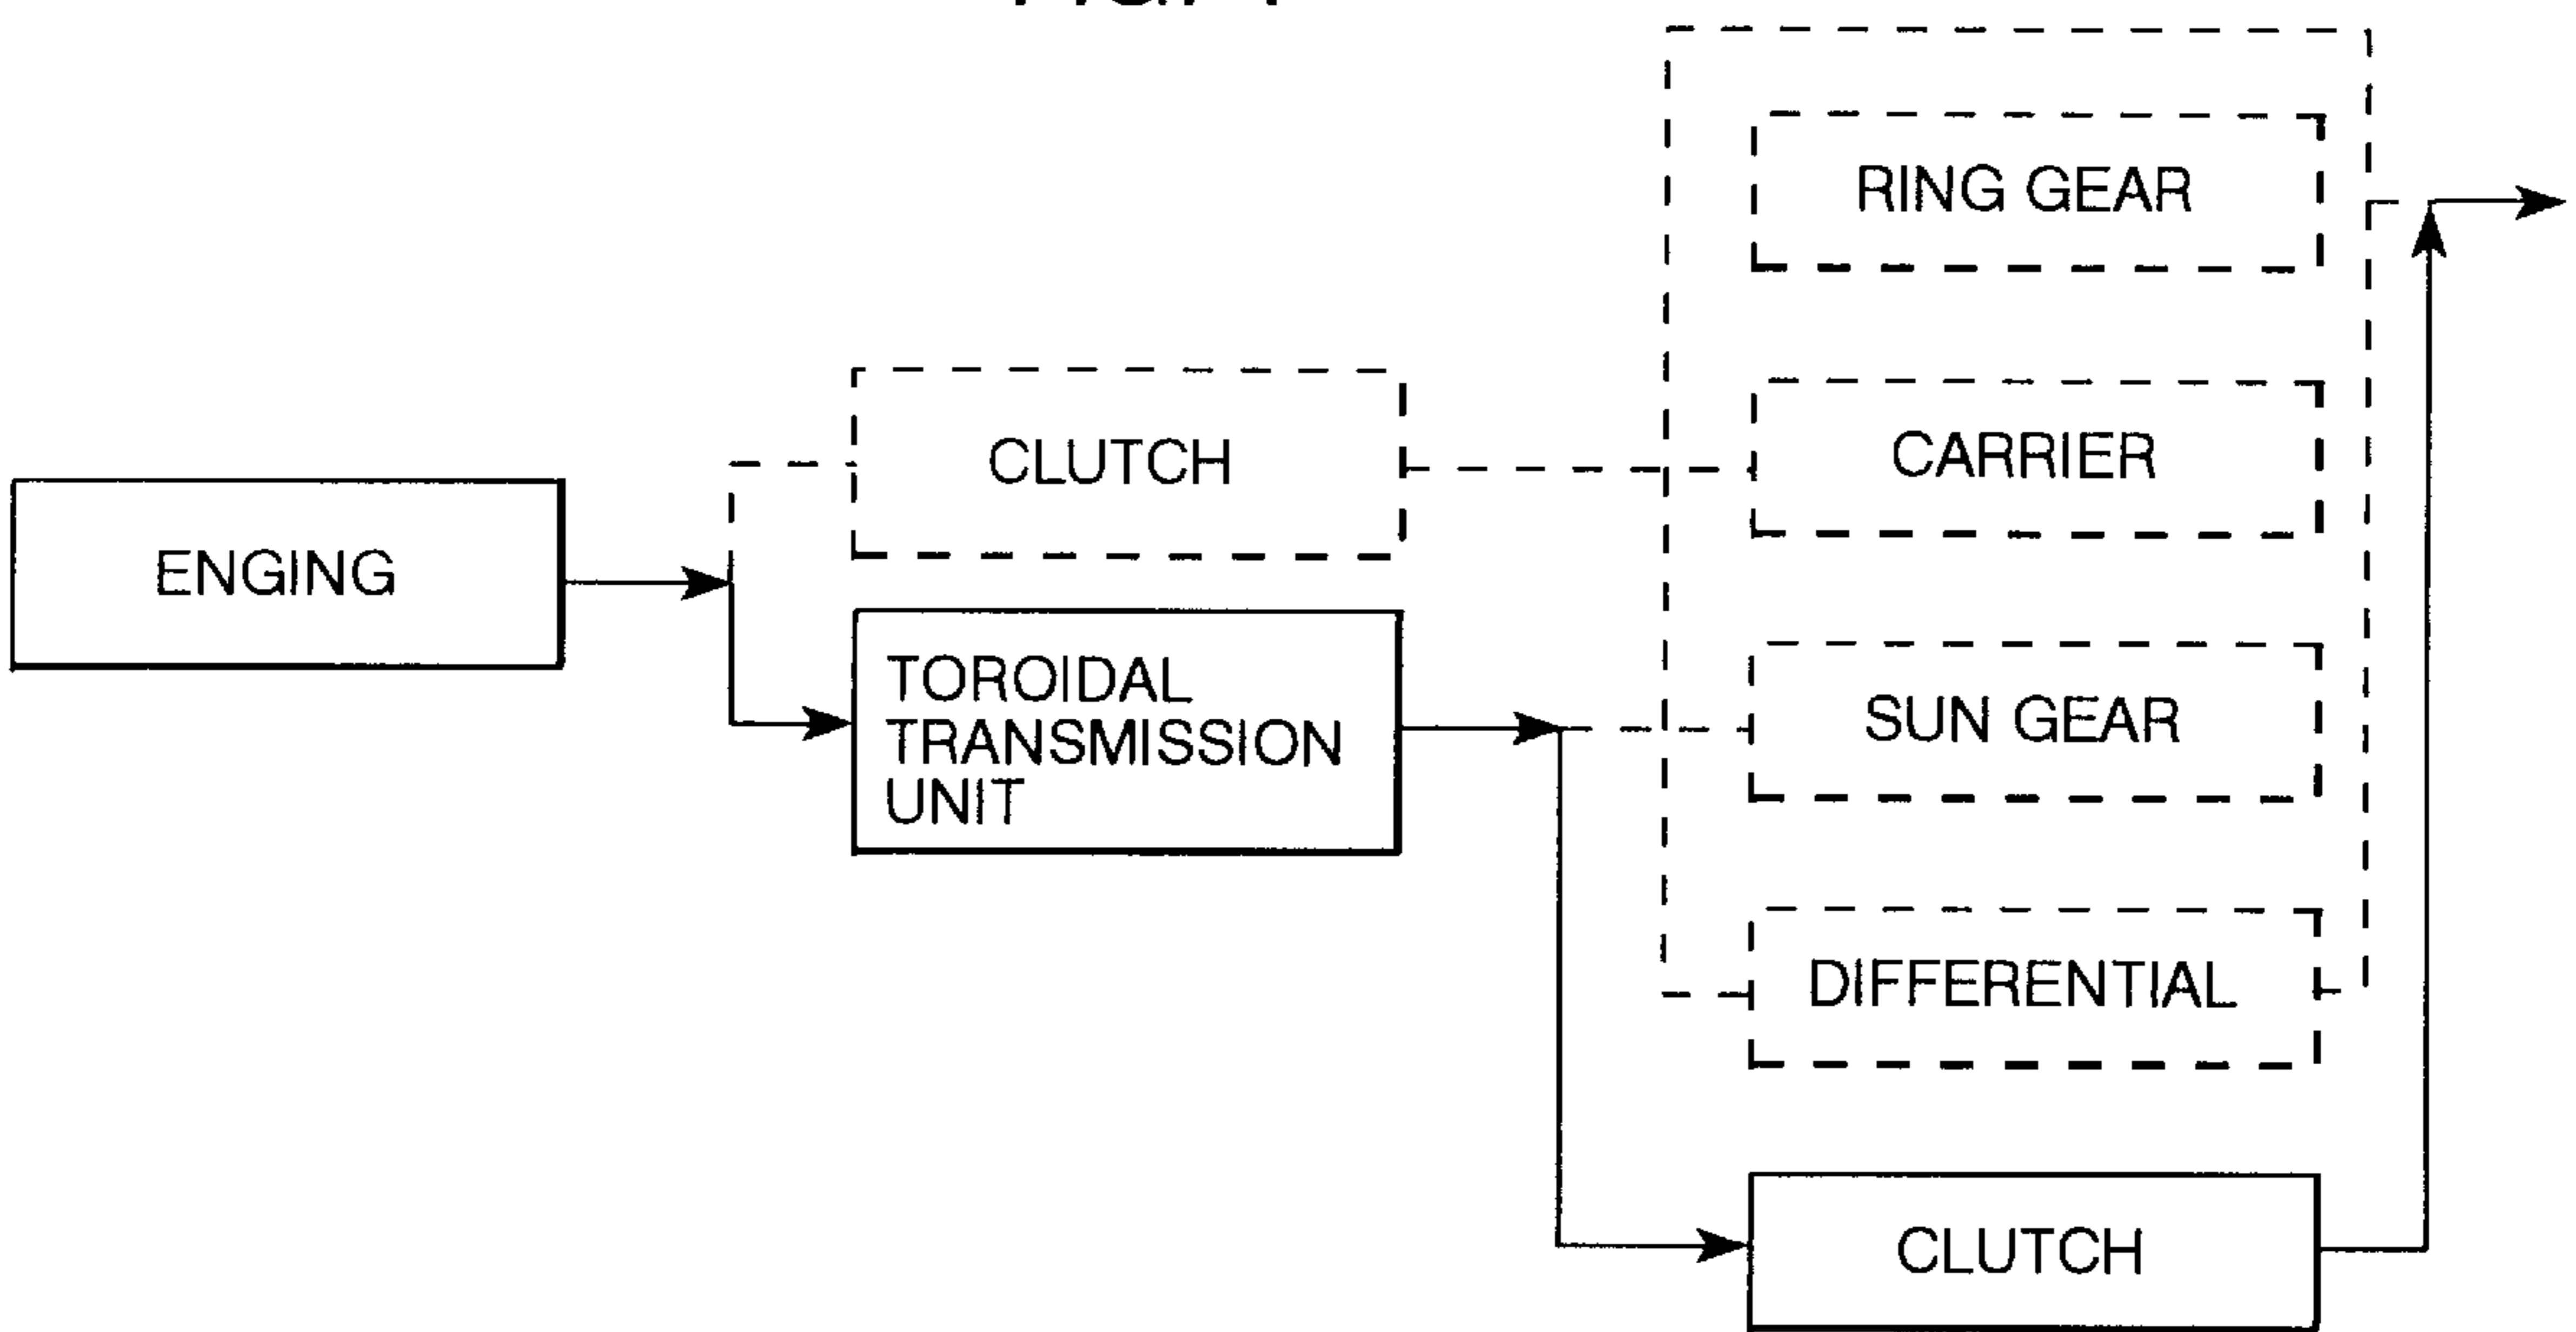 RING GEAR
CLUTCH
CARRIER
ENGING
TOROIDAL
TRANSMISSION
UNIT
SUN GEAR
DIFFERENTIAL
CLUTCH